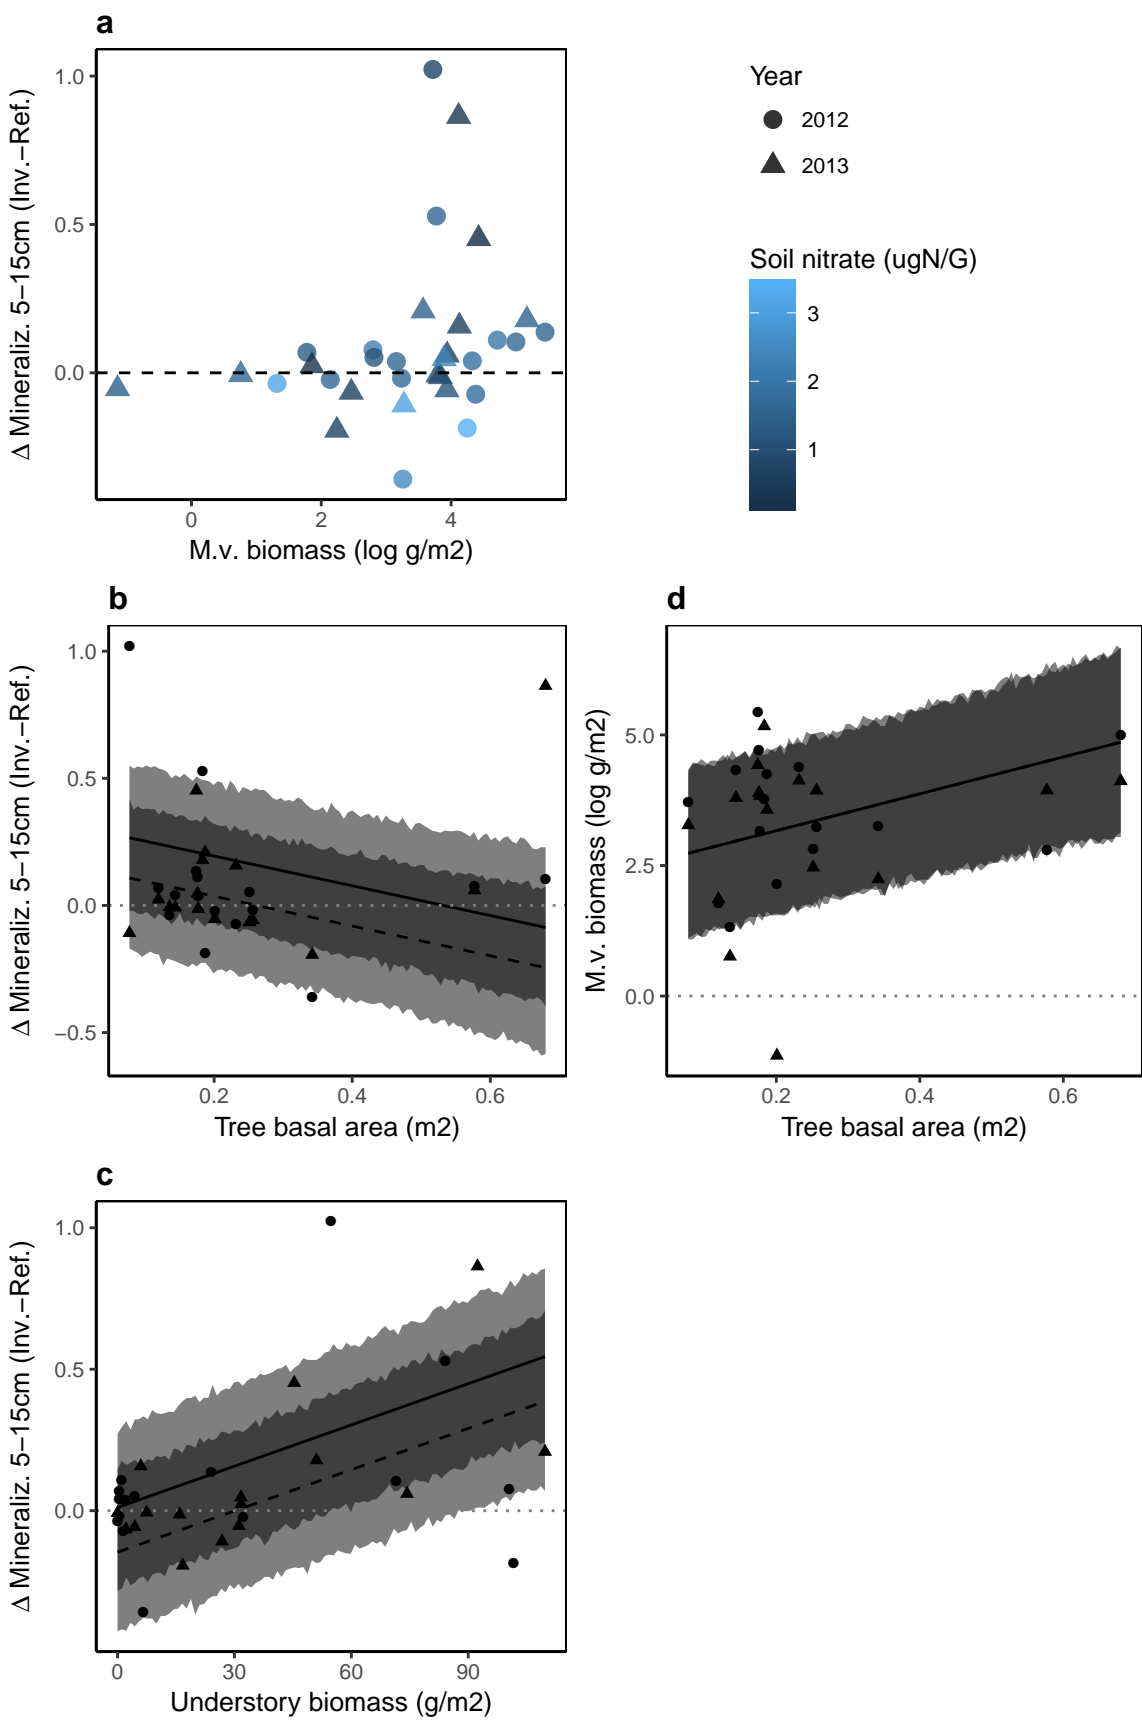 a
Δ Mineraliz. 5−15cm (Inv.−Ref.)
1.0
0.5
0.0
0
2
4
M.v. biomass (log g/m2)
Year
2012
2013
Soil nitrate (ugN/G)
3
2
1
b
Δ Mineraliz. 5−15cm (Inv.−Ref.)
1.0
0.5
0.0
−0.5
0.2
0.4
0.6
Tree basal area (m2)
d
M.v. biomass (log g/m2)
5.0
2.5
0.0
0.2
0.4
0.6
Tree basal area (m2)
c
Δ Mineraliz. 5−15cm (Inv.−Ref.)
1.0
0.5
0.0
0
30
60
90
Understory biomass (g/m2)